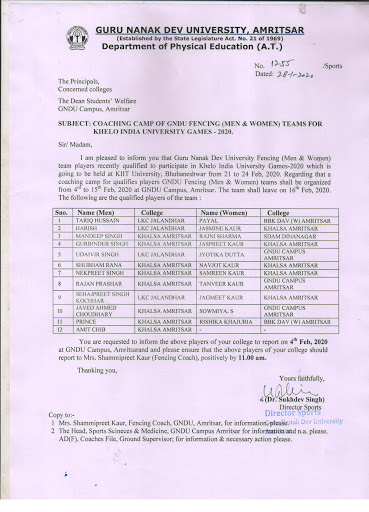 GURU NANAK DEV UNIVERSITY, AMRITSAR
(Established by the State Legislature Act. No. 21 of 1969)
Department of Physical Education (A.T.)
No. 1255 /Sports
Dated: 28-1-2020
The Principals,
Concerned colleges
The Dean Students' Welfare
GNDU Campus, Amritsar
SUBJECT: COACHING CAMP OF GNDU FENCING (MEN & WOMEN) TEAMS FOR
KHELO INDIA UNIVERSITY GAMES - 2020.
Sir/ Madam,
I am pleased to inform you that Guru Nanak Dev University Fencing (Men & Women)
team players recently qualified to participate in Khelo India University Games-2020 which is
going to be held at KIIT University, Bhubaneshwar from 21 to 24 Feb, 2020. Regarding that a
coaching camp for qualifies players GNDU Fencing (Men & Women) teams shall be organized
from 4th to 15th Feb, 2020 at GNDU Campus, Amritsar. The team shall leave on 16th Feb, 2020.
The following are the qualified players of the team :
Sno. Name (Men) College Name (Women) College
1 TARIQ HUSSAIN LKC JALANDHAR PAYAL BBK DAV (W) AMRITSAR
2 HARISH LKC JALANDHAR JASMINE KAUR KHALSA AMRITSAR
3 MANDEEP SINGH KHALSA AMRITSAR RAJNI SHARMA SDAM DINANAGAR
4 GURJINDER SINGH KHALSA AMRITSAR JASPREET KAUR KHALSA AMRITSAR
5 UDAIVIR SINGH LKC JALANDHAR JYOTIKA DUTTA GNDU CAMPUS AMRITSAR
6 SHUBHAM RANA KHALSA AMRITSAR NAVJOT KAUR KHALSA AMRITSAR
7 NEKPREET SINGH KHALSA AMRITSAR SAMREEN KAUR KHALSA AMRITSAR
8 RAJAN PRASHAR KHALSA AMRITSAR TANVEER KAUR GNDU CAMPUS AMRITSAR
9 SEHAJPREET SINGH KOCHHAR LKC JALANDHAR JAGMEET KAUR KHALSA AMRITSAR
10 JAVED AHMED CHOUDHARY KHALSA AMRITSAR SOWMIYA. S GNDU CAMPUS AMRITSAR
11 PRINCE KHALSA AMRITSAR RISHIKA KHAJURIA BBK DAV (W) AMRITSAR
12 AMIT CHIB KHALSA AMRITSAR - -
You are requested to inform the above players of your college to report on 4th Feb, 2020
at GNDU Campus, Amritsarand and please ensure that the above players of your college should
report to Mrs. Shammipreet Kaur (Fencing Coach), positively by 11.00 am.
Thanking you,
Yours faithfully,
(Dr. Sukhdev Singh)
Director Sports
Director Sports
Copy to:-
1 Mrs. Shammipreet Kaur, Fencing Coach, GNDU, Amritsar, for information, please.
2 The Head, Sports Scineces & Medicine, GNDU Campus Amritsar for information and n.a. please.
AD(F), Coaches File, Ground Supervisor; for information & necessary action please.